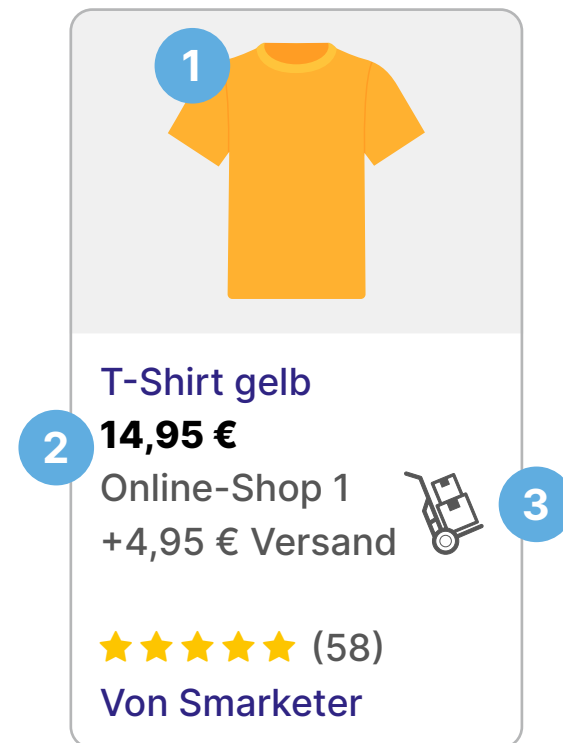 1
T-Shirt gelb
2
14,95 €
Online-Shop 1
3
+4,95 € Versand
(58)
Von Smarketer